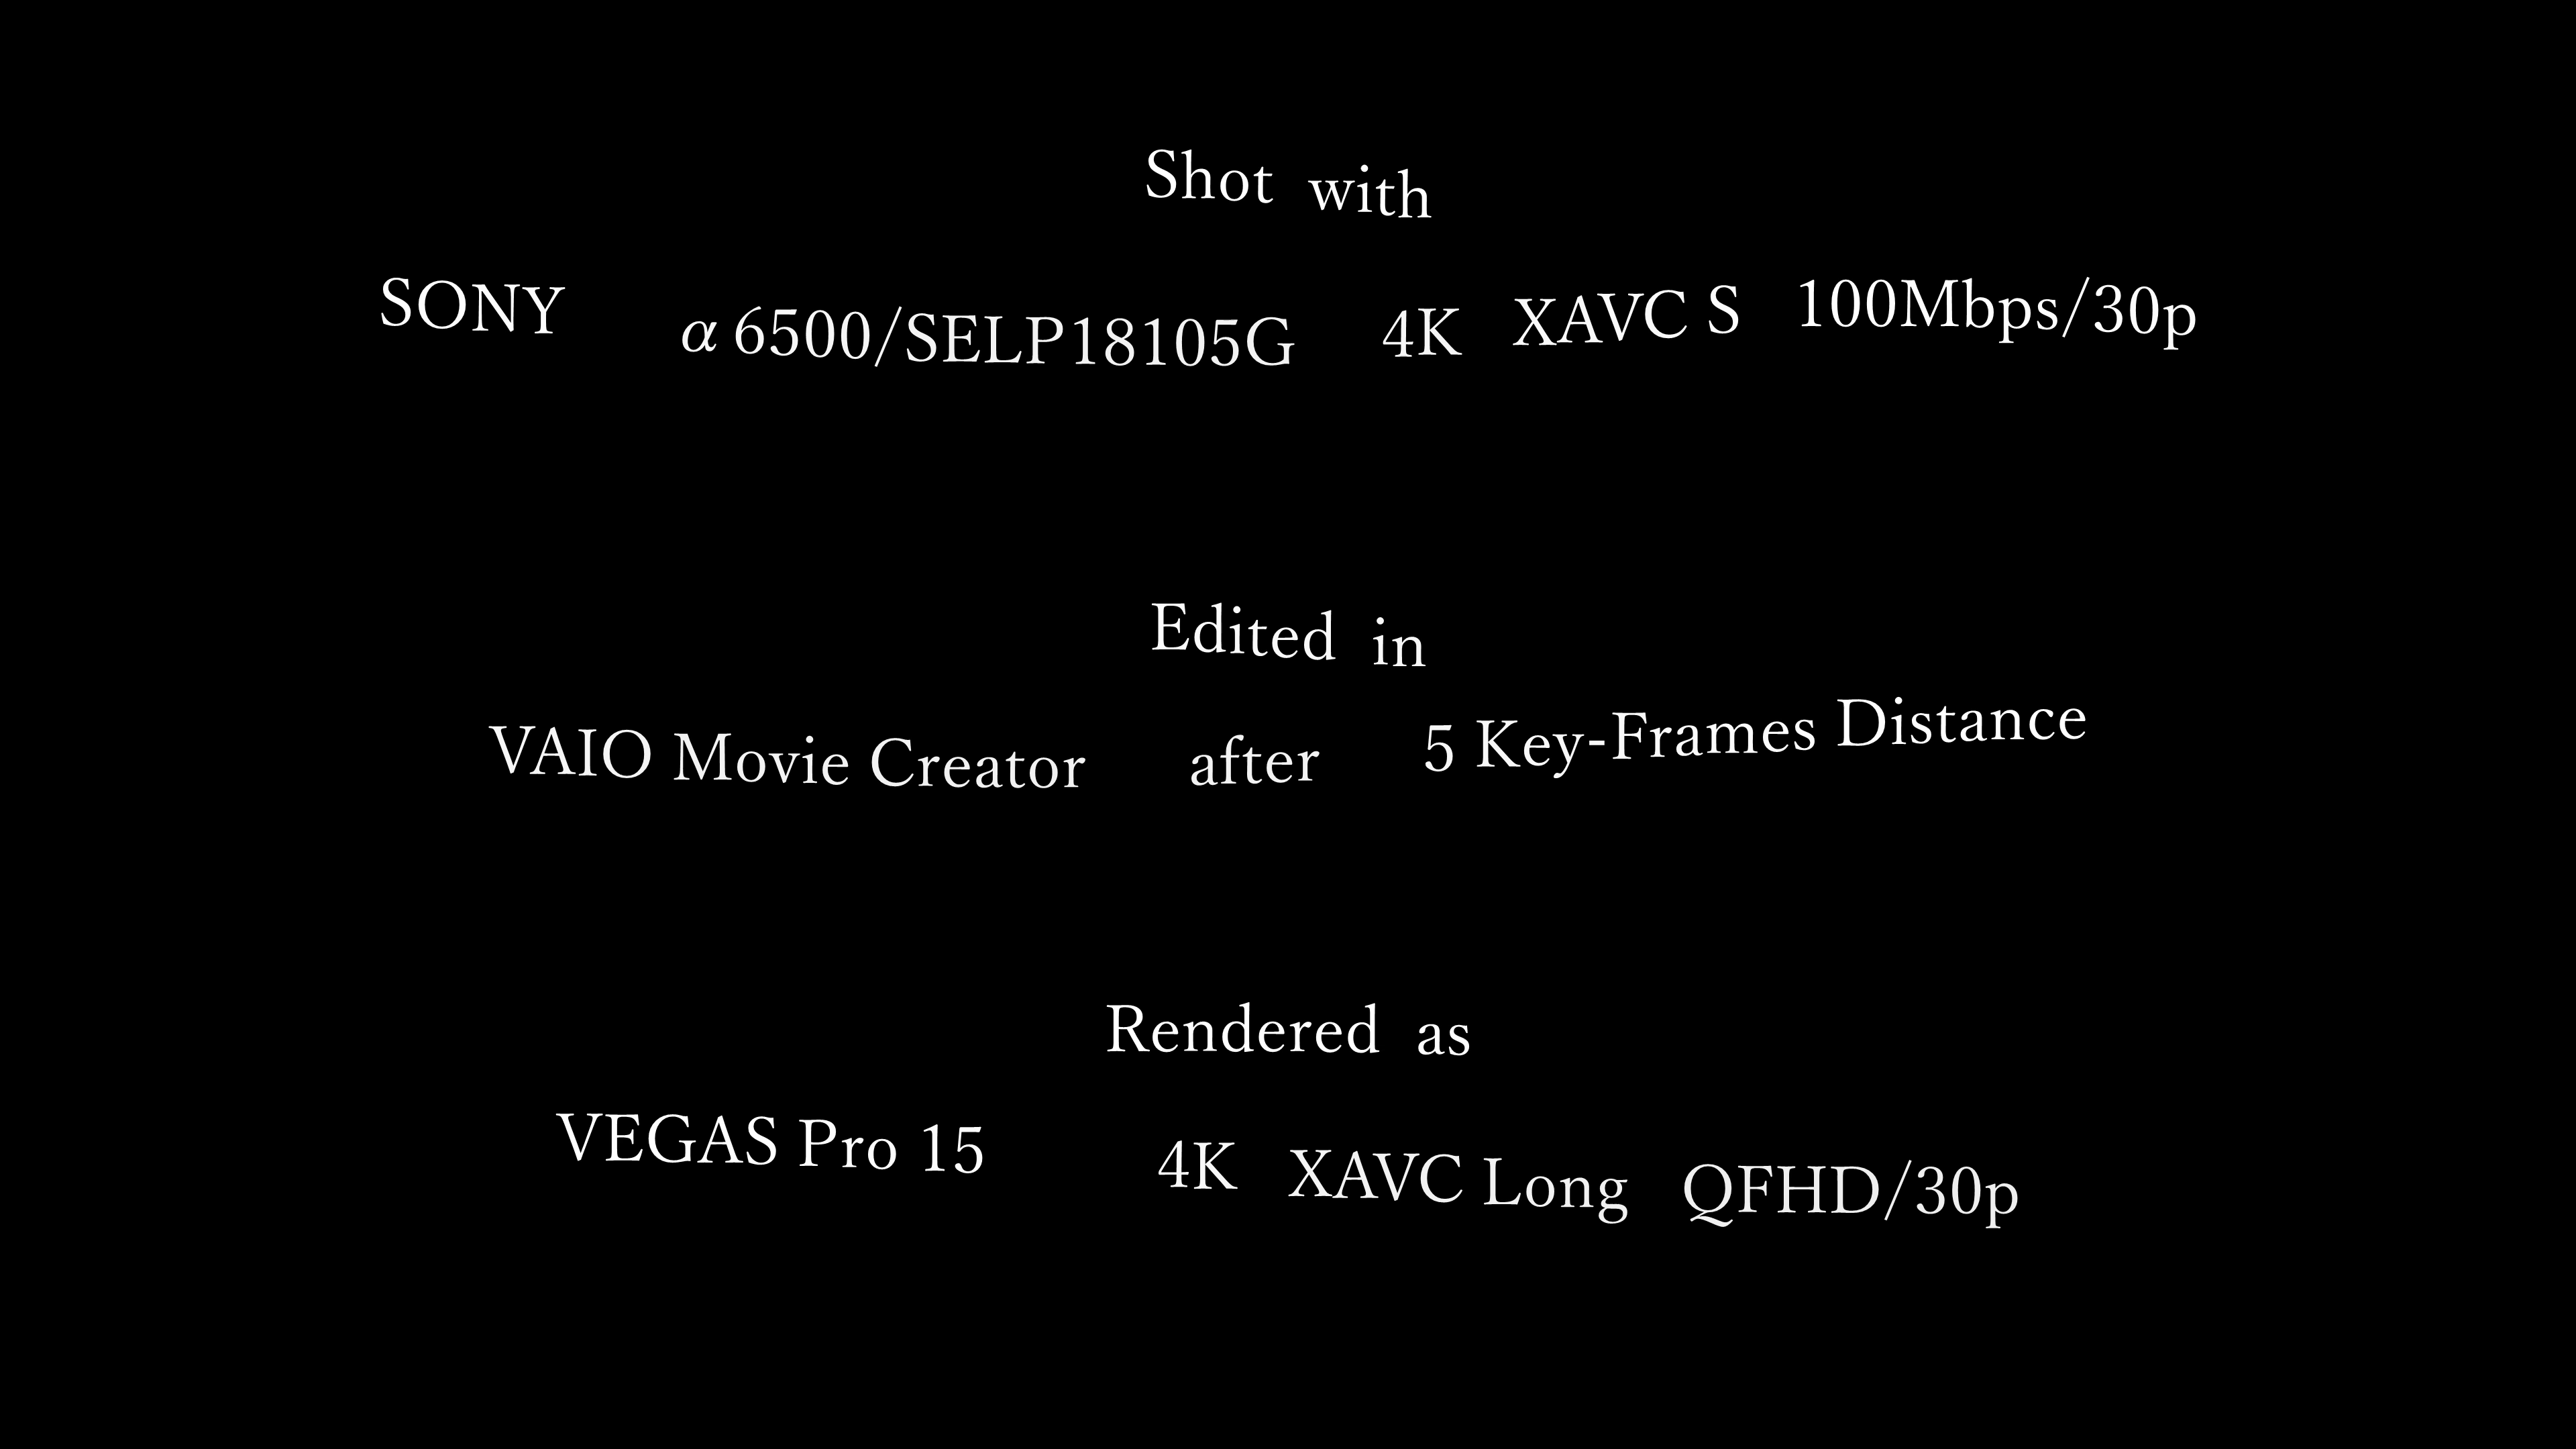 Shot with
SONY α6500/SELP18105G 4K XAVC S 100Mbps/30p
Edited in
VAIO Movie Creator after 5 Key-Frames Distance
Rendered as
VEGAS Pro 15 4K XAVC Long QFHD/30p